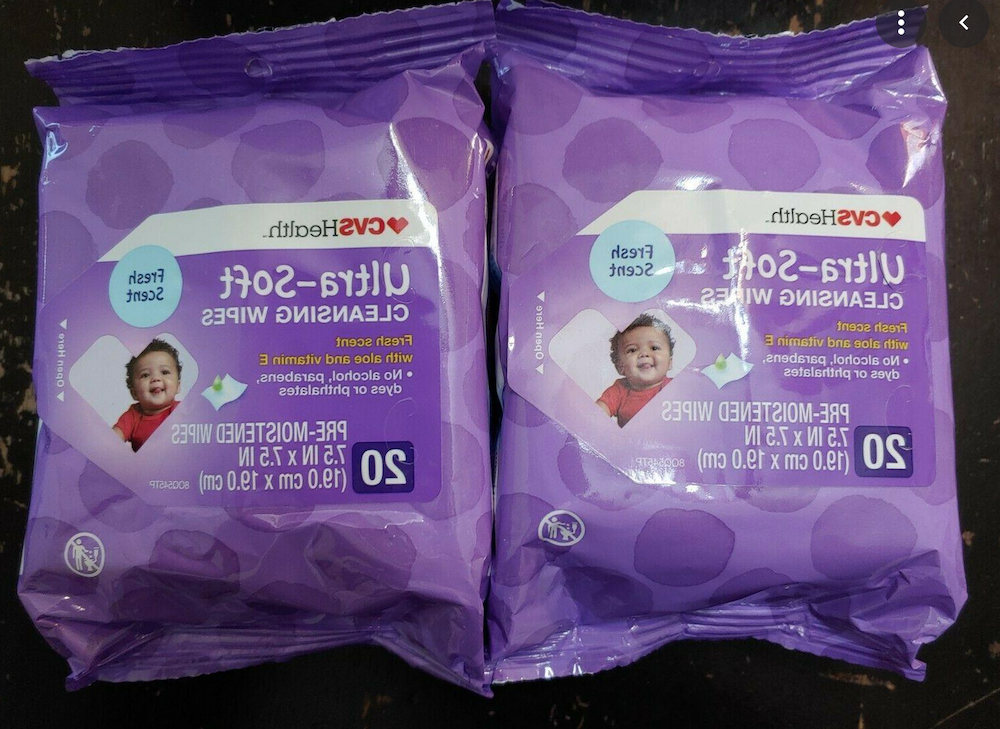 CVSHealth.
Fresh
Scent
Ultra-Soft
CLEANSING WIPES
Fresh scent
with aloe and vitamin E
• No alcohol, parabens,
dyes or phthalates
Open Here
PRE-MOISTENED WIPES
20
7.5 IN x 7.5 IN
(19.0 cm x 19.0 cm)
CVSHealth.
Fresh
Scent
Ultra-Soft
CLEANSING WIPES
Fresh scent
with aloe and vitamin E
• No alcohol, parabens,
dyes or phthalates
Open Here
PRE-MOISTENED WIPES
20
7.5 IN x 7.5 IN
(19.0 cm x 19.0 cm)